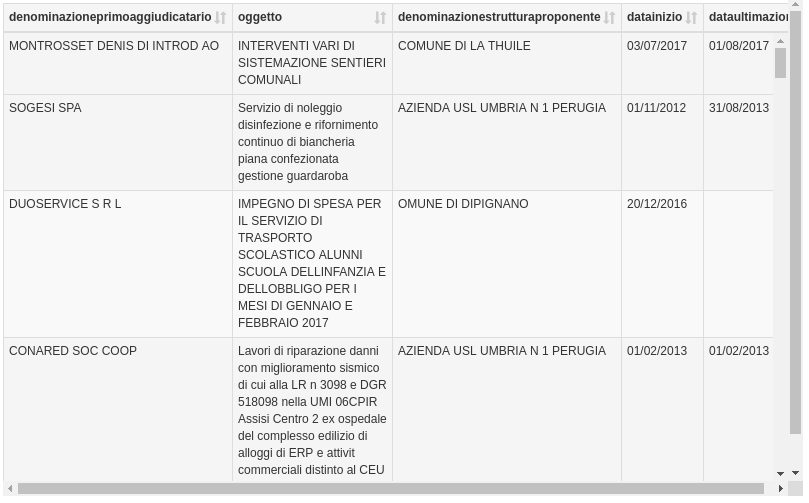 denominazioneprimoaggiudicatario oggetto denominazionestrutturaproponente datainizio dataultimazion
MONTROSSET DENIS DI INTROD AO INTERVENTI VARI DI COMUNE DI LA THUILE 03/07/2017 01/08/2017
SISTEMAZIONE SENTIERI
COMUNALI
SOGESI SPA Servizio di noleggio AZIENDA USL UMBRIA N 1 PERUGIA 01/11/2012 31/08/2013
disinfezione e rifornimento
continuo di biancheria
piana confezionata
gestione guardaroba
DUOSERVICE S R L IMPEGNO DI SPESA PER OMUNE DI DIPIGNANO 20/12/2016
IL SERVIZIO DI
TRASPORTO
SCOLASTICO ALUNNI
SCUOLA DELLINFANZIA E
DELLOBBLIGO PER I
MESI DI GENNAIO E
FEBBRAIO 2017
CONARED SOC COOP Lavori di riparazione danni AZIENDA USL UMBRIA N 1 PERUGIA 01/02/2013 01/02/2013
con miglioramento sismico
di cui alla LR n 3098 e DGR
518098 nella UMI 06CPIR
Assisi Centro 2 ex ospedale
del complesso edilizio di
alloggi di ERP e attivit
commerciali distinto al CEU